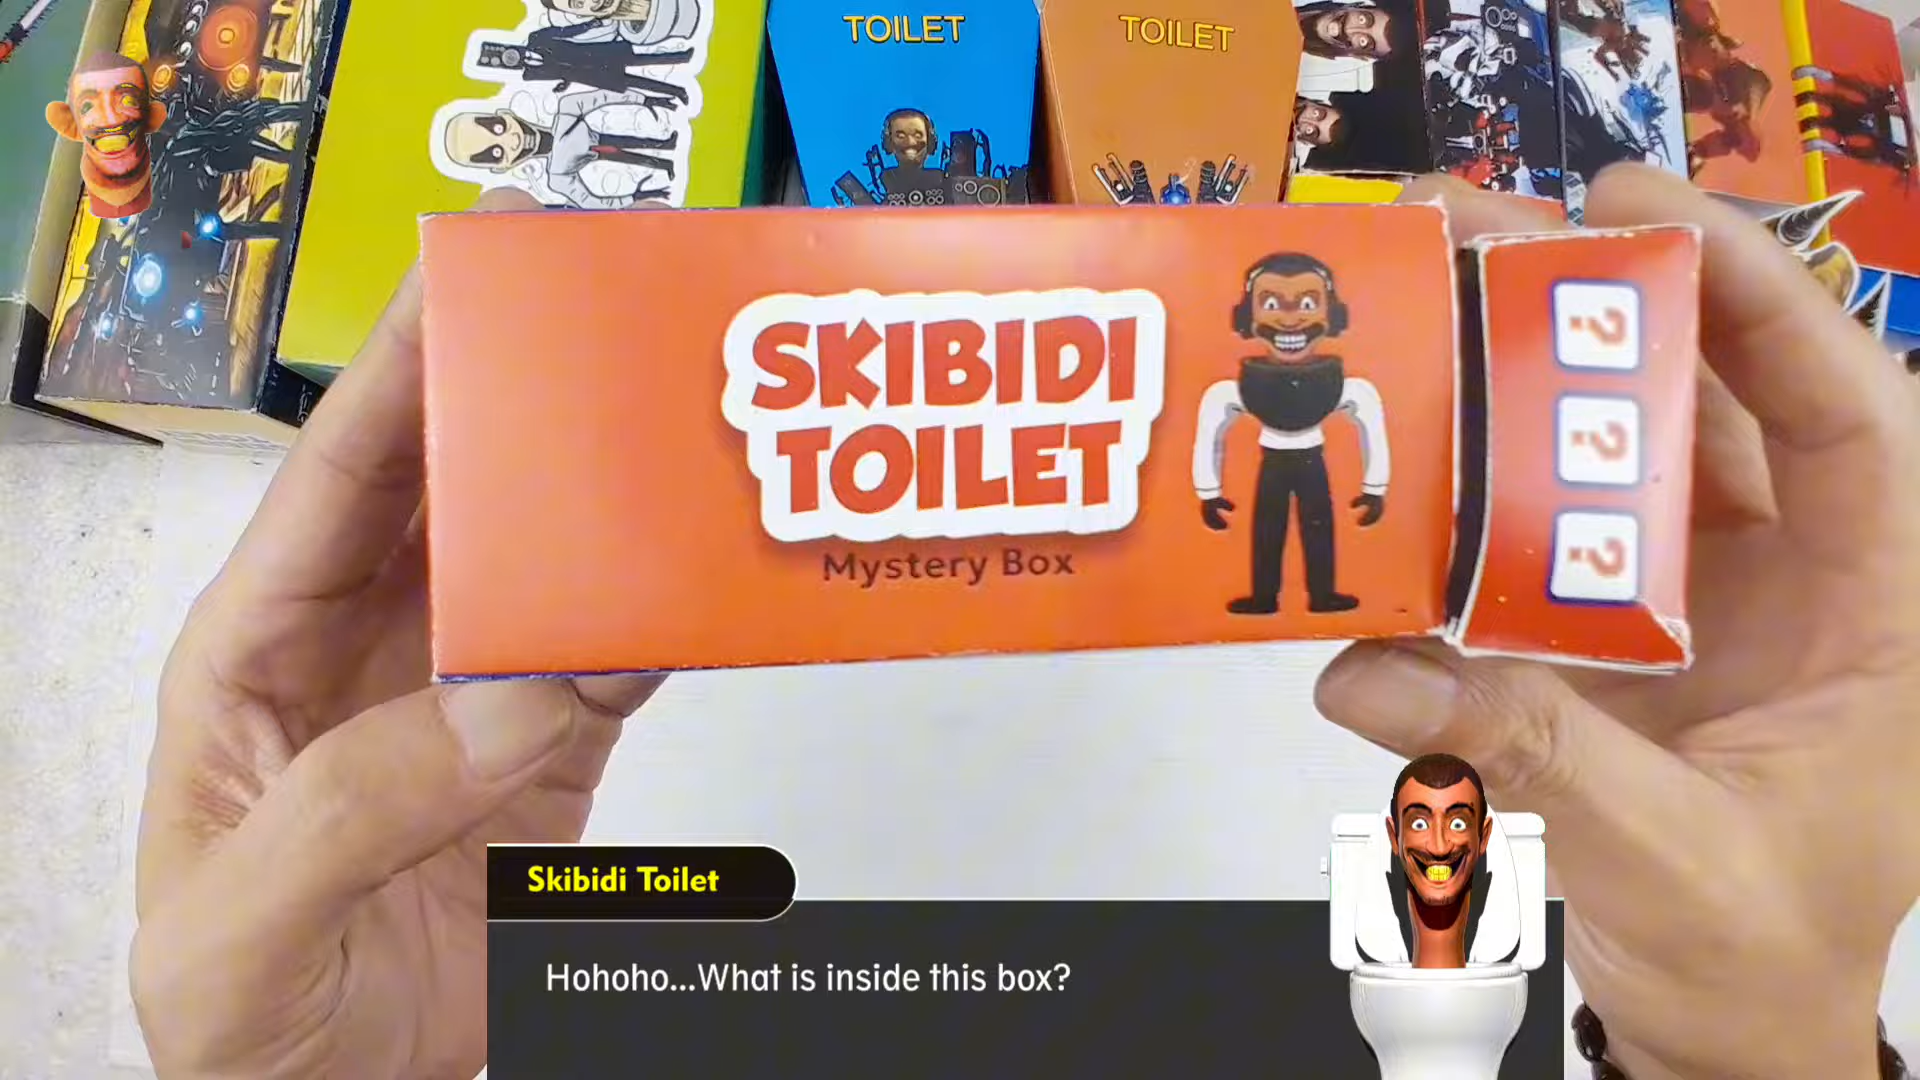 TOILET
TOILET
SKIBIDI
TOILET
Mystery Box
?
?
?
Skibidi Toilet
Hohoho...What is inside this box?